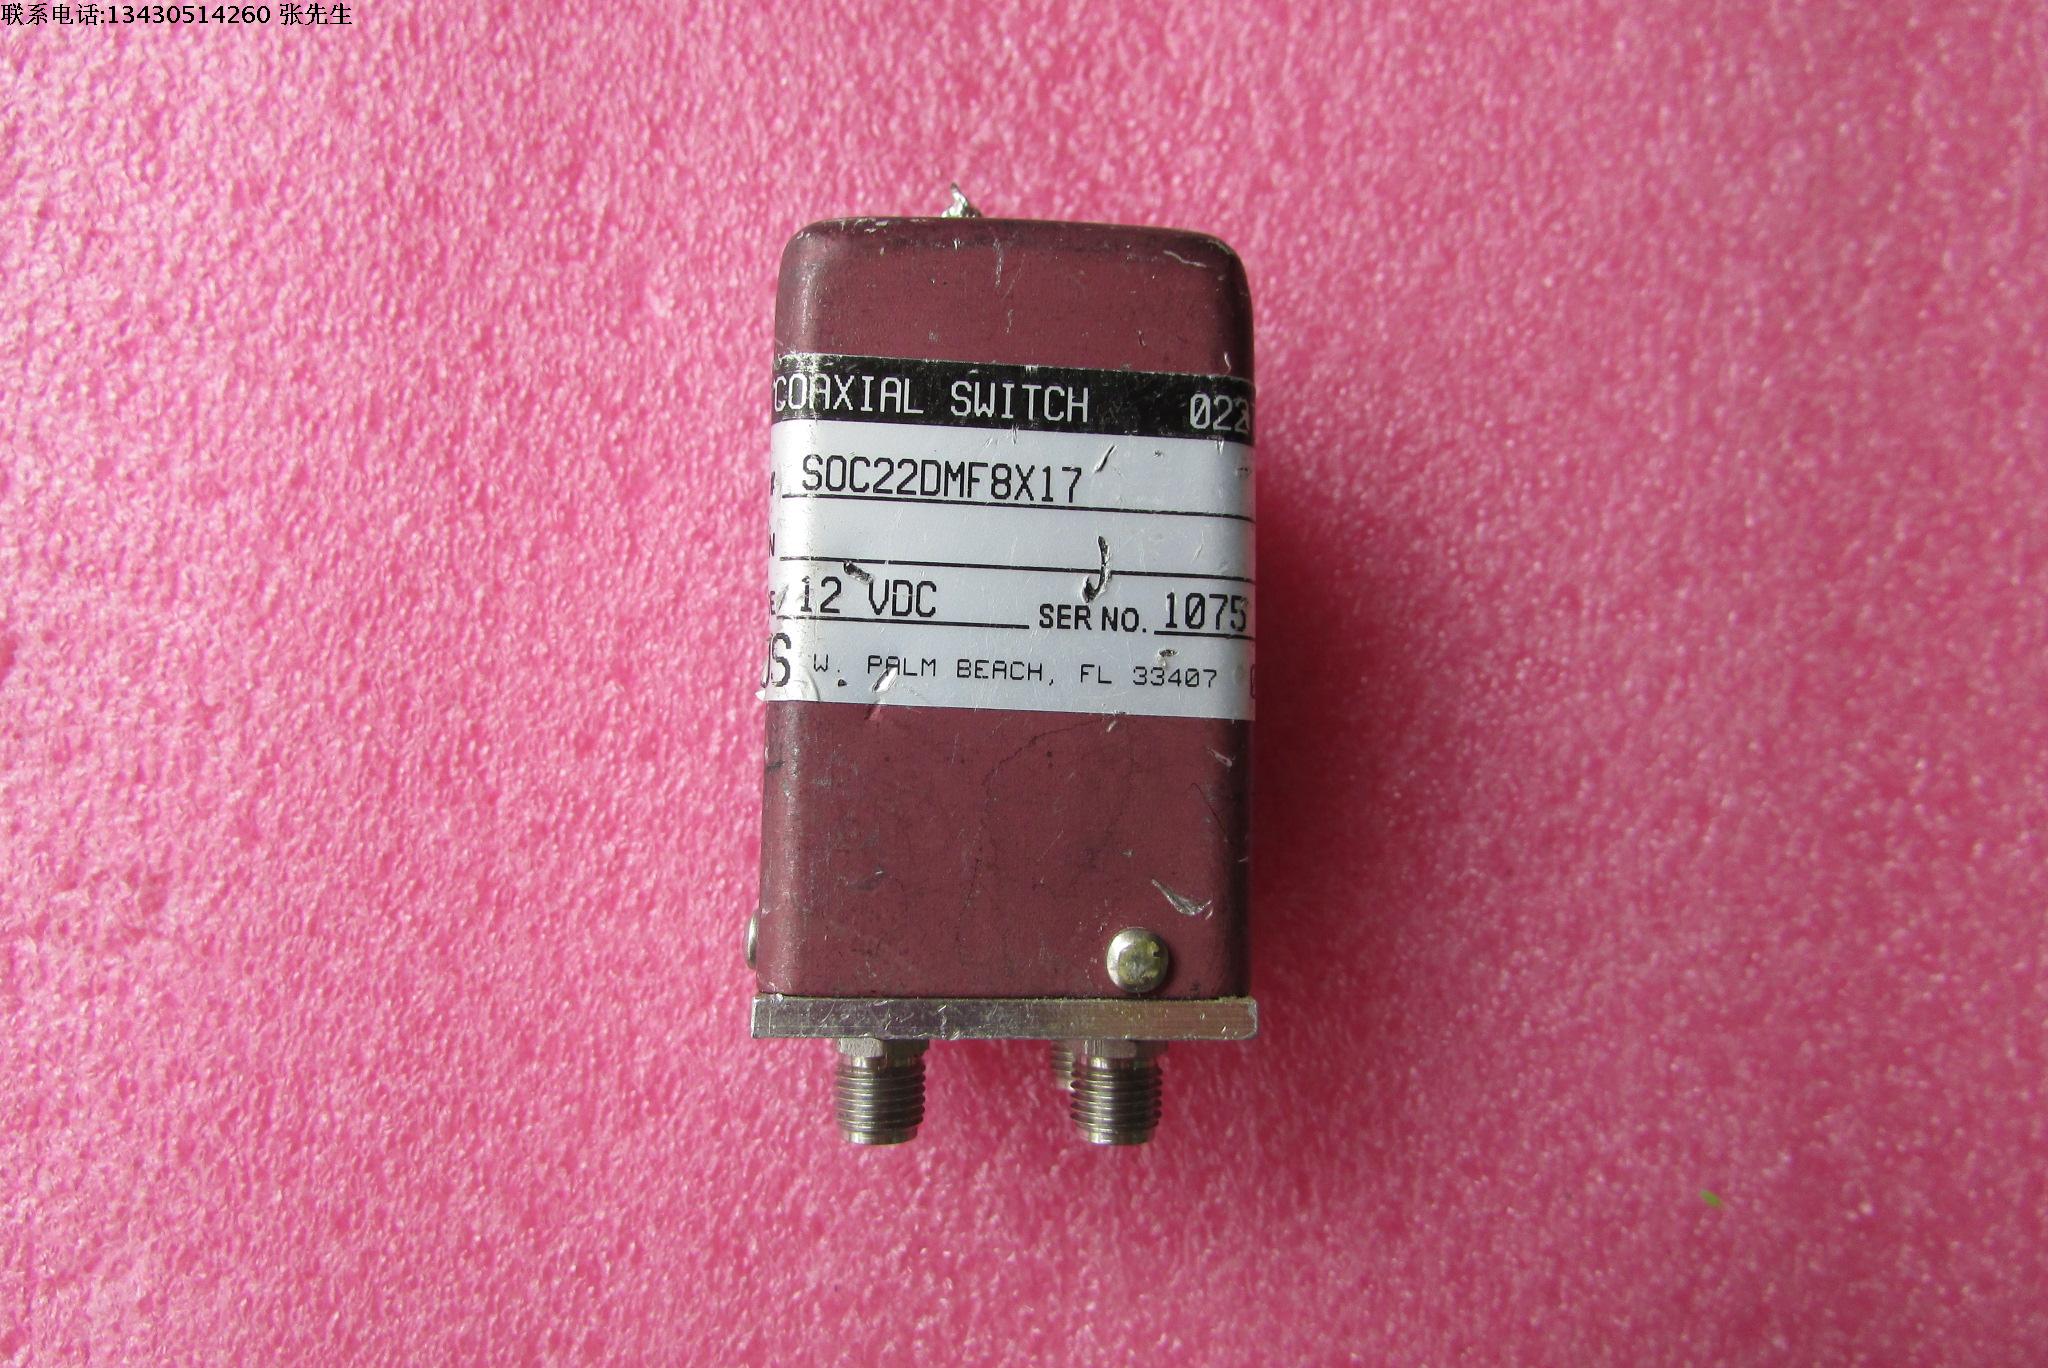 联系电话:13430514260 张先生
COAXIAL SWITCH 022
SOC22DMF8X17
N
E 12 VDC SER NO. 1075
US W. PALM BEACH, FL 33407